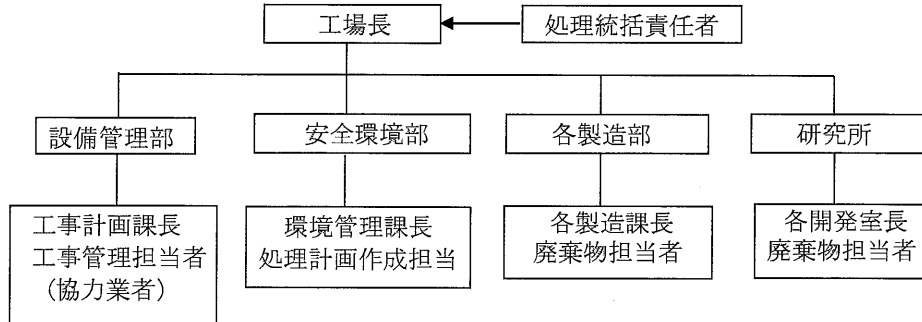 工場長
処理統括責任者
設備管理部
安全環境部
各製造部
研究所
工事計画課長
工事管理担当者
(協力業者)
環境管理課長
処理計画作成担当
各製造課長
廃棄物担当者
各開発室長
廃棄物担当者